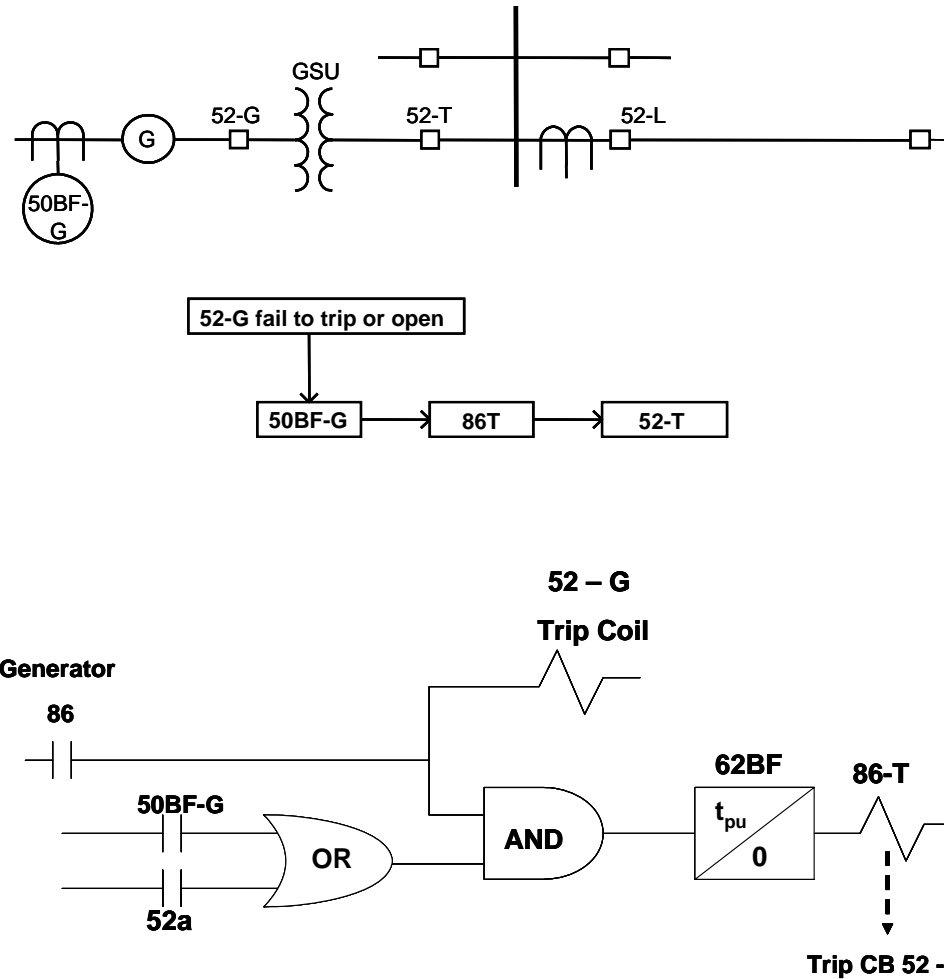 GSU
52-G
52-T
52-L
G
50BF-
G
52-G fail to trip or open
50BF-G
86T
52-T
52 – G
Trip Coil
Generator
86
62BF
86-T
50BF-G
tpu
0
AND
OR
52a
Trip CB 52 -